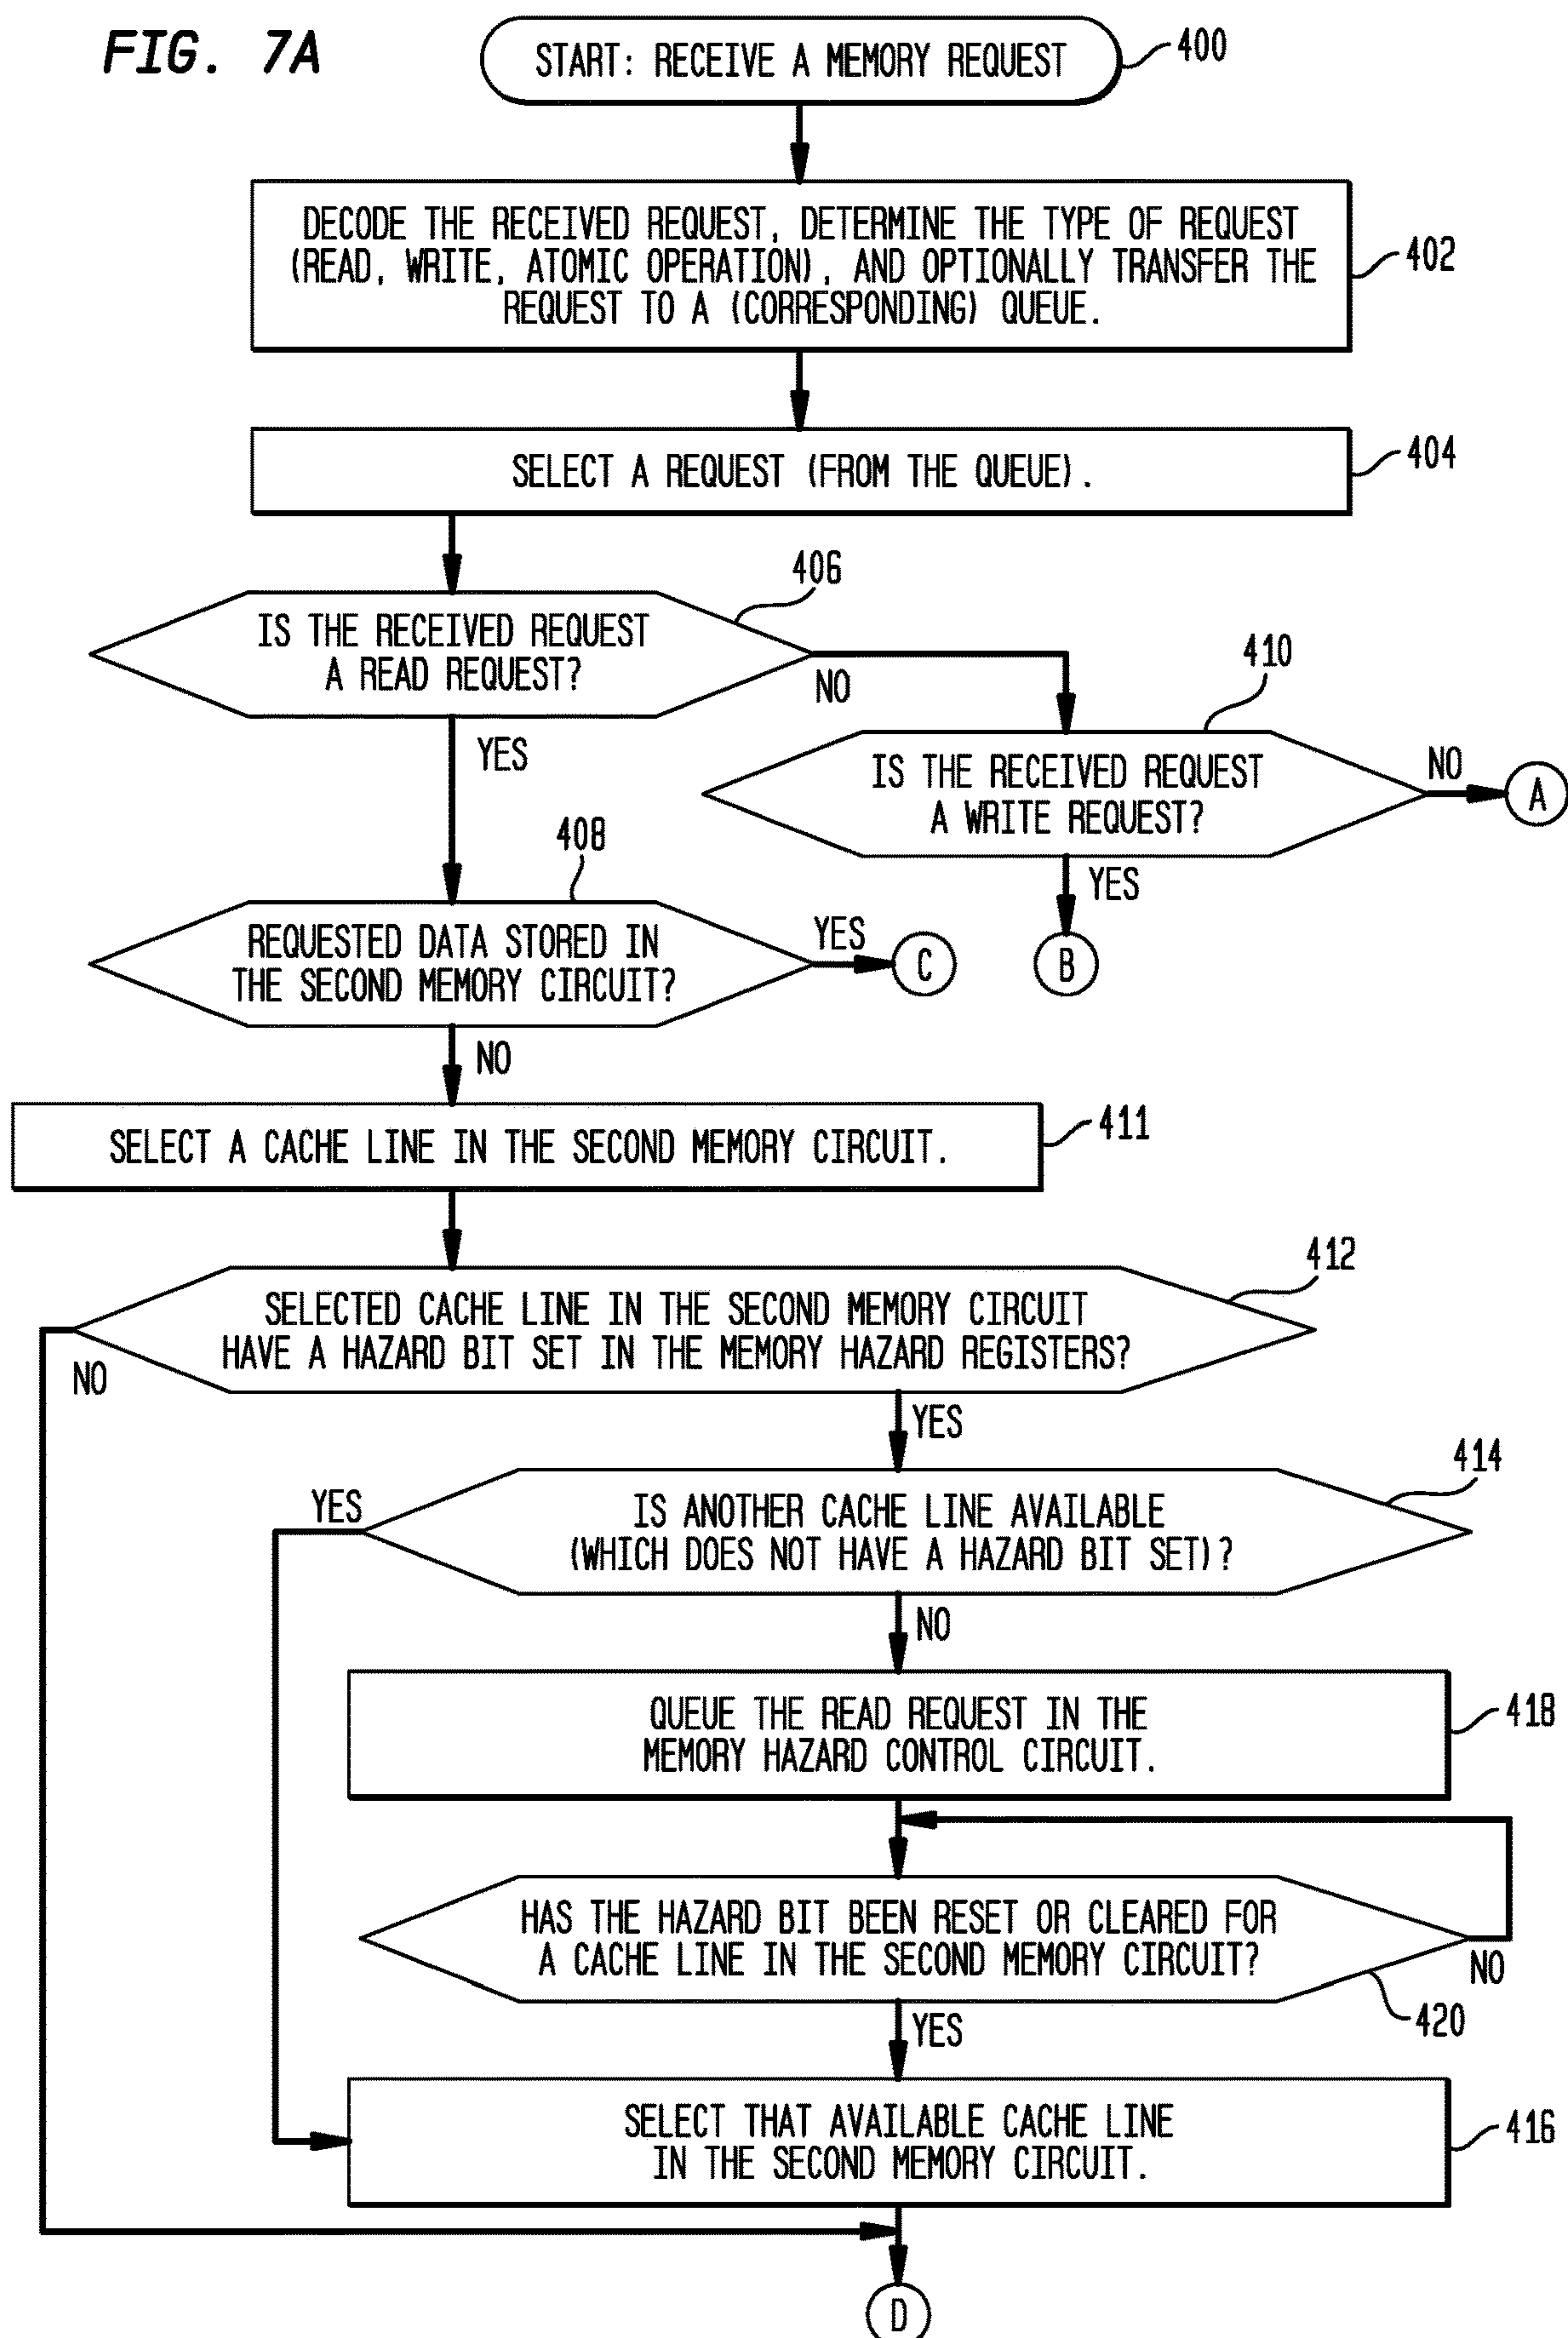 FIG. 7A
START: RECEIVE A MEMORY REQUEST
400
DECODE THE RECEIVED REQUEST, DETERMINE THE TYPE OF REQUEST
(READ, WRITE, ATOMIC OPERATION), AND OPTIONALLY TRANSFER THE
REQUEST TO A (CORRESPONDING) QUEUE.
402
SELECT A REQUEST (FROM THE QUEUE).
404
406
IS THE RECEIVED REQUEST
A READ REQUEST?
NO
YES
410
IS THE RECEIVED REQUEST
A WRITE REQUEST?
NO
A
YES
B
408
REQUESTED DATA STORED IN
THE SECOND MEMORY CIRCUIT?
YES
C
NO
SELECT A CACHE LINE IN THE SECOND MEMORY CIRCUIT.
411
412
SELECTED CACHE LINE IN THE SECOND MEMORY CIRCUIT
HAVE A HAZARD BIT SET IN THE MEMORY HAZARD REGISTERS?
NO
YES
414
YES
IS ANOTHER CACHE LINE AVAILABLE
(WHICH DOES NOT HAVE A HAZARD BIT SET)?
NO
QUEUE THE READ REQUEST IN THE
MEMORY HAZARD CONTROL CIRCUIT.
418
HAS THE HAZARD BIT BEEN RESET OR CLEARED FOR
A CACHE LINE IN THE SECOND MEMORY CIRCUIT?
NO
420
YES
SELECT THAT AVAILABLE CACHE LINE
IN THE SECOND MEMORY CIRCUIT.
416
D